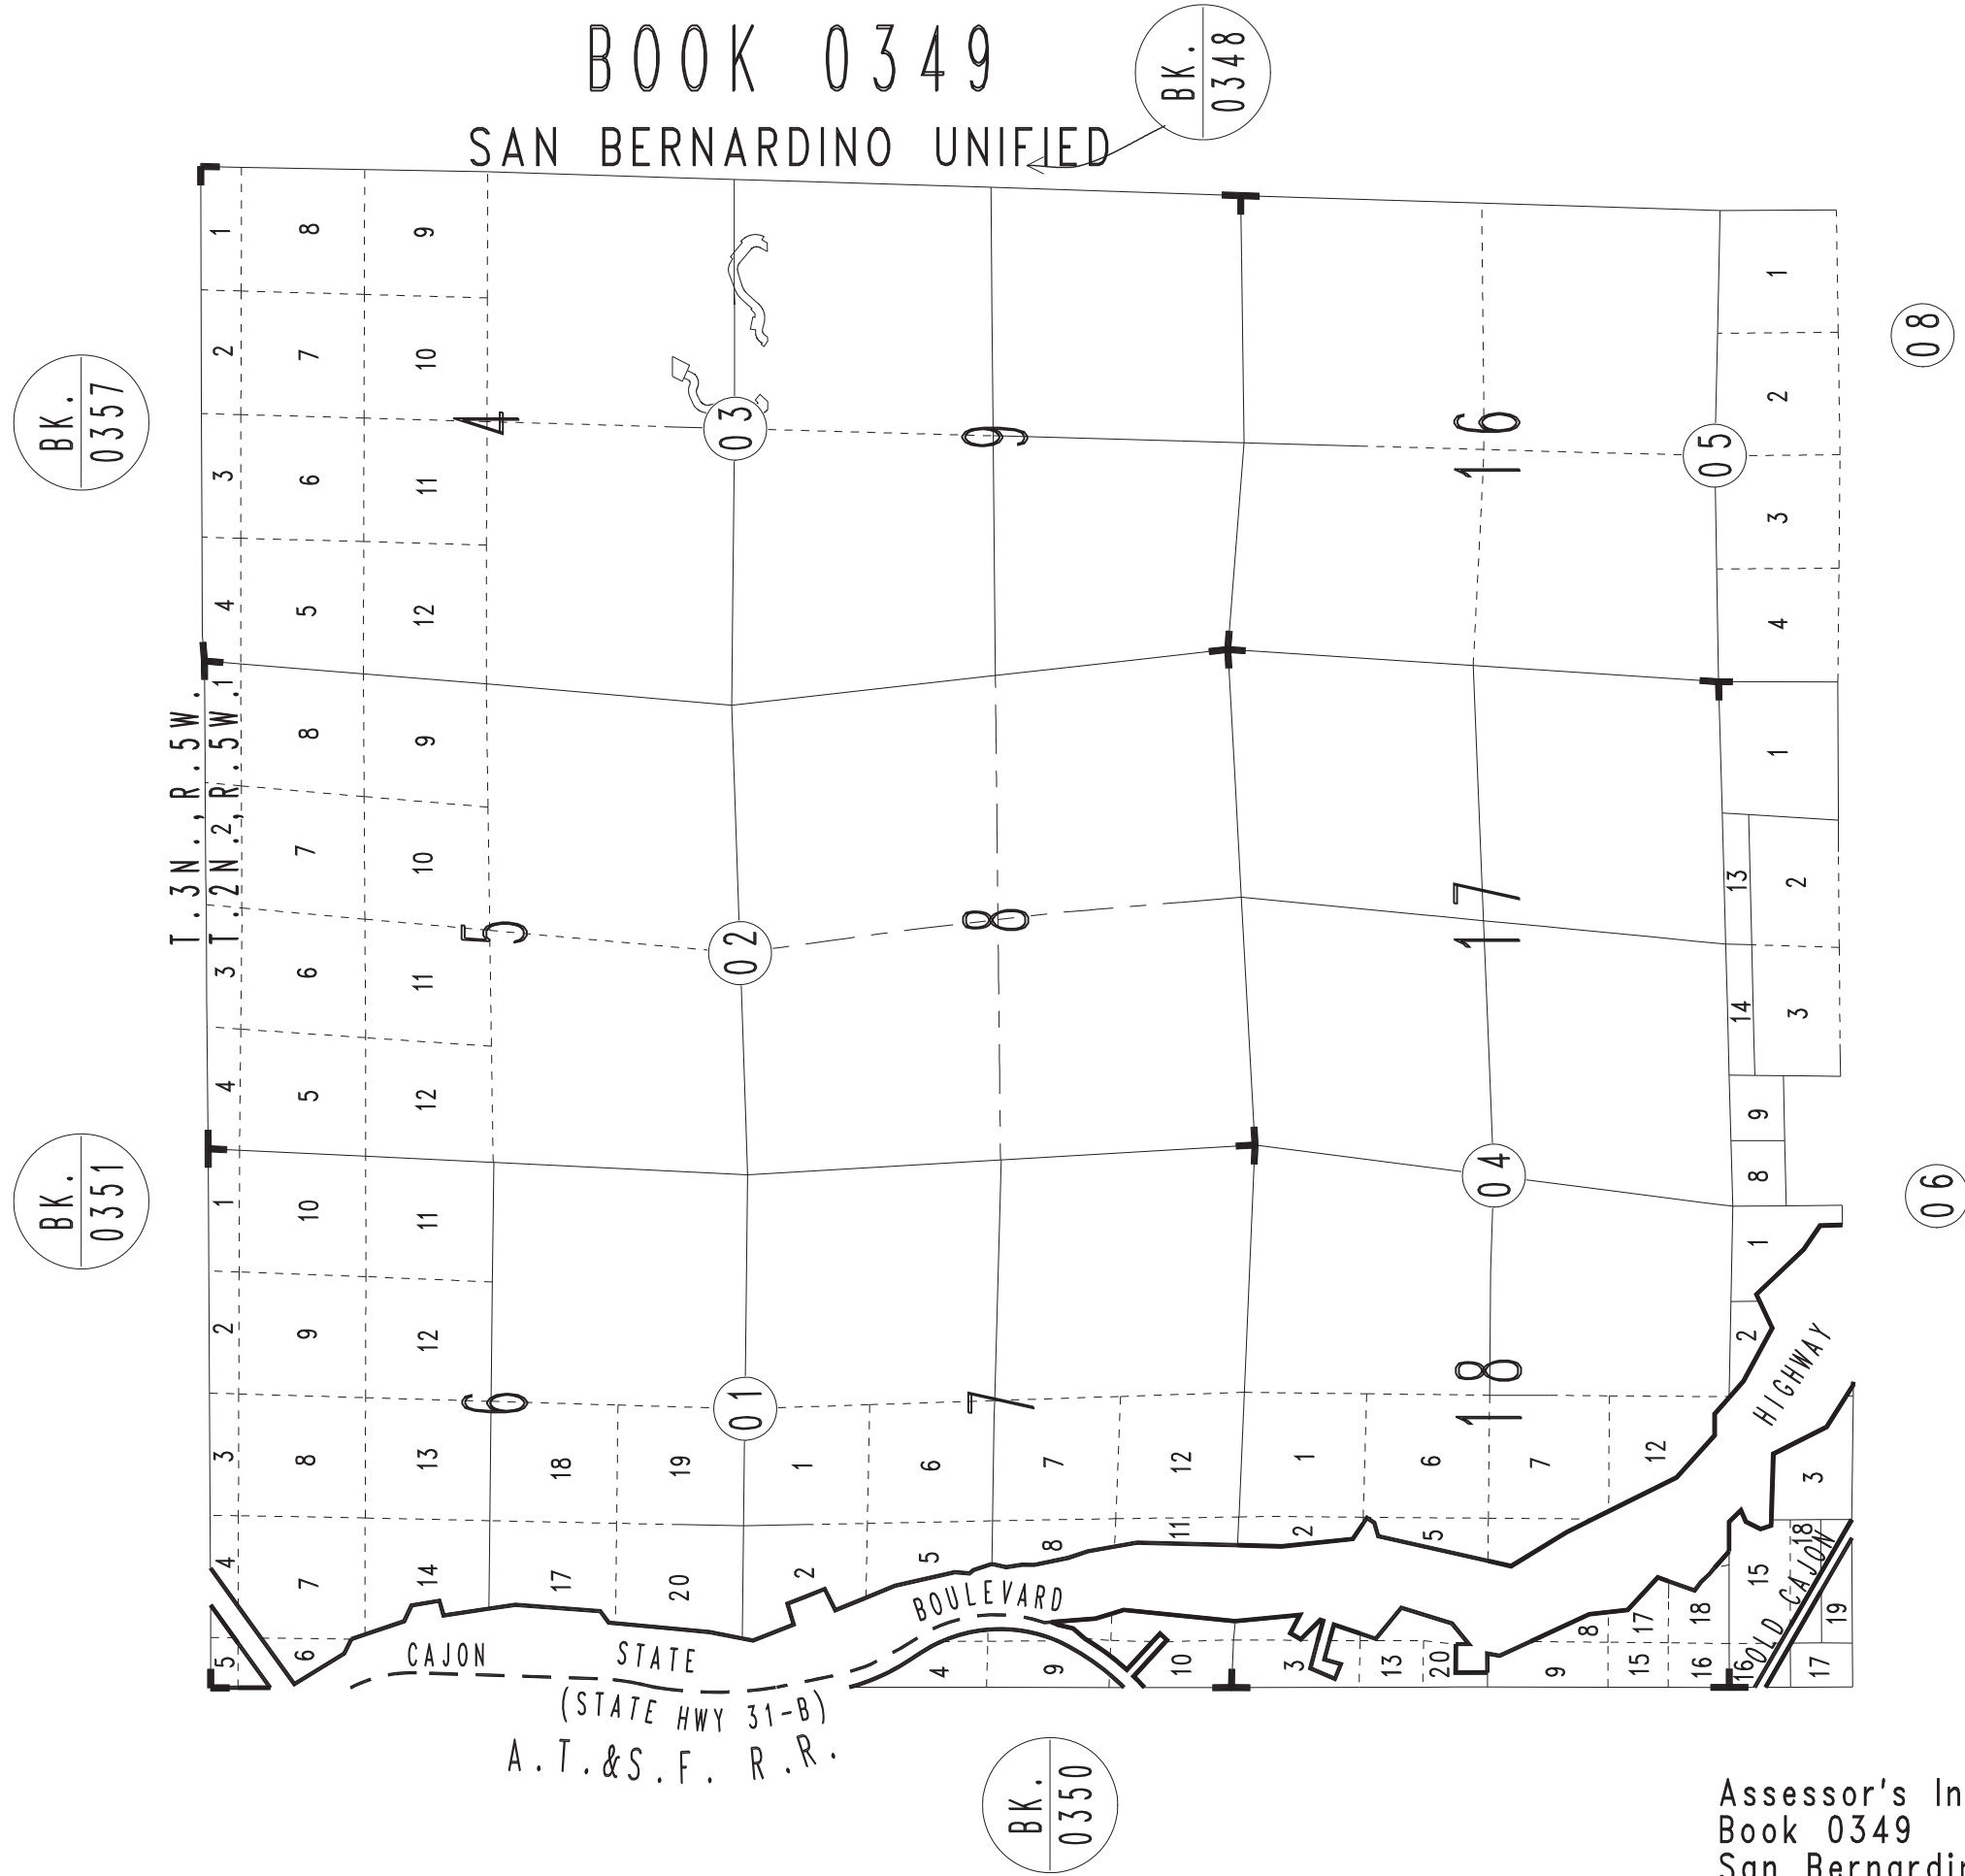 BOOK 0349
SAN BERNARDINO UNIFIED
BK.
0348
BK.
0357
BK.
0351
BK.
0350
T.3N.,R.5W.
T.2N.,R.5W.
1 8 9
2 7 10
3 6 11
4 5 12
4 03 9 16 05
1
2
3
4
08
1 8 9
2 7 10
3 6 11
4 5 12
5 02 8 17
1
13 2
14 3
9
8
04
06
1 10 11
2 9 12
3 8 13 18 19 1 6 7 12 1 6 7 12
4 7 14 17 20 2 5 8 11 2 5
5 6
6 01 7 18
1
2
3
4 9 10 3 13 20 9 8 15 17 16 18
16 15 18 17 19
HIGHWAY
OLD CAJON
BOULEVARD
CAJON STATE
(STATE HWY 31-B)
A.T.&S.F. R.R.
Assessor's In
Book 0349
San Bernardin